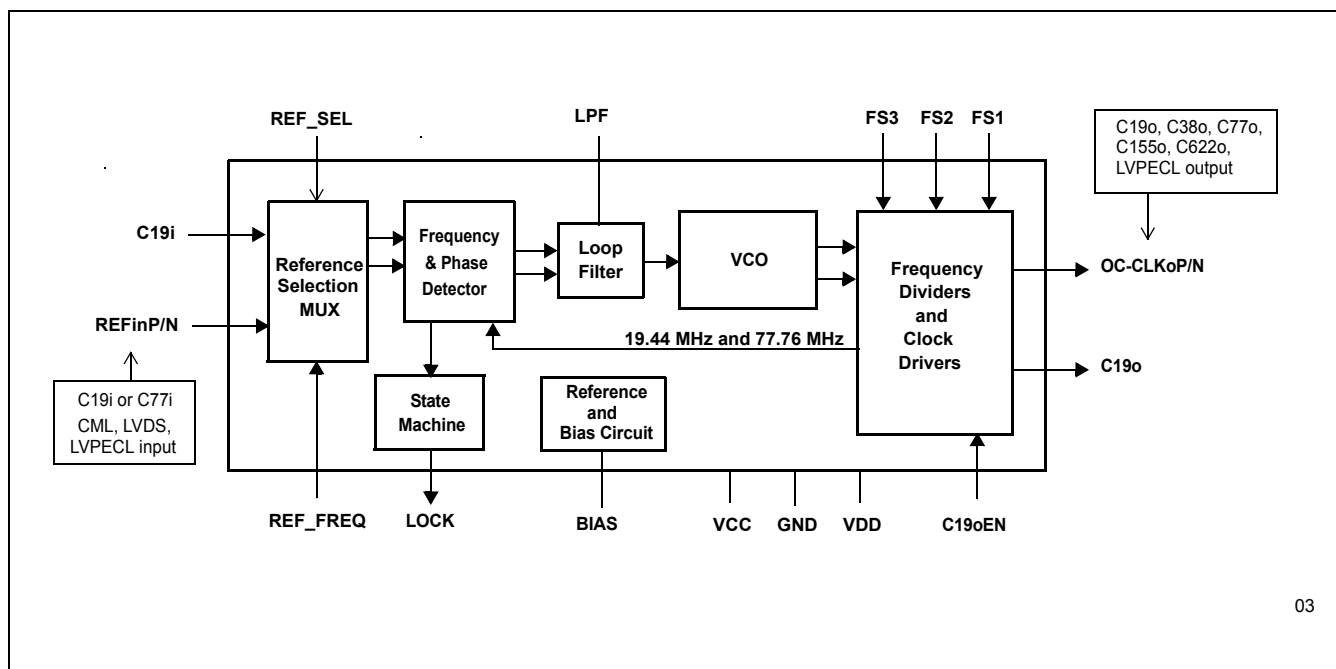 REF_SEL
LPF
FS3
FS2
FS1
C19o, C38o, C77o,
C155o, C622o,
LVPECL output
C19i
REFinP/N
C19i or C77i
CML, LVDS,
LVPECL input
Reference
Selection
MUX
Frequency
& Phase
Detector
Loop
Filter
VCO
Frequency
Dividers
and
Clock
Drivers
OC-CLKoP/N
C19o
19.44 MHz and 77.76 MHz
State
Machine
Reference
and
Bias Circuit
REF_FREQ
LOCK
BIAS
VCC
GND
VDD
C19oEN
03